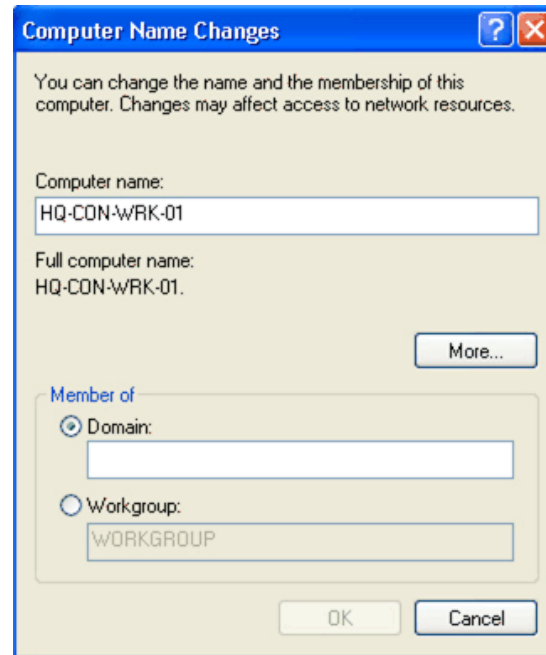 Computer Name Changes
You can change the name and the membership of this
computer. Changes may affect access to network resources.
Computer name:
HQ-CON-WRK-01
Full computer name:
HQ-CON-WRK-01.
More...
Member of
Domain:
Workgroup:
WORKGROUP
OK Cancel